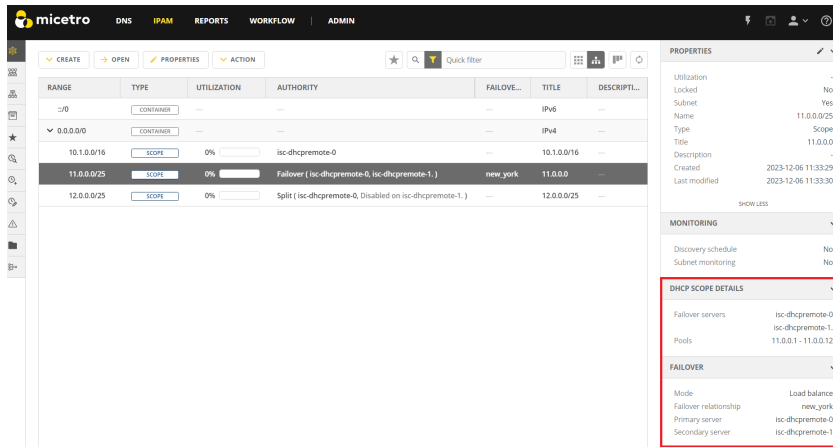 micetro DNS IPAM REPORTS WORKFLOW ADMIN
CREATE OPEN PROPERTIES ACTION Quick filter
RANGE TYPE UTILIZATION AUTHORITY FAILOVE... TITLE DESCRIPTI...
::/0 CONTAINER — — — IPv6 —
0.0.0.0/0 CONTAINER — — — IPv4 —
10.1.0.0/16 SCOPE 0% isc-dhcpremote-0 — 10.1.0.0/16 —
11.0.0.0/25 SCOPE 0% Failover ( isc-dhcpremote-0, isc-dhcpremote-1. ) new_york 11.0.0.0 —
12.0.0.0/25 SCOPE 0% Split ( isc-dhcpremote-0, Disabled on isc-dhcpremote-1. ) — 12.0.0.0/25 —
PROPERTIES
Utilization -
Locked No
Subnet Yes
Name 11.0.0.0/25
Type Scope
Title 11.0.0.0
Description -
Created 2023-12-06 11:33:29
Last modified 2023-12-06 11:33:30
SHOW LESS
MONITORING
Discovery schedule No
Subnet monitoring No
DHCP SCOPE DETAILS
Failover servers isc-dhcpremote-0
isc-dhcpremote-1.
Pools 11.0.0.1 - 11.0.0.12
FAILOVER
Mode Load balance
Failover relationship new_york
Primary server isc-dhcpremote-0
Secondary server isc-dhcpremote-1